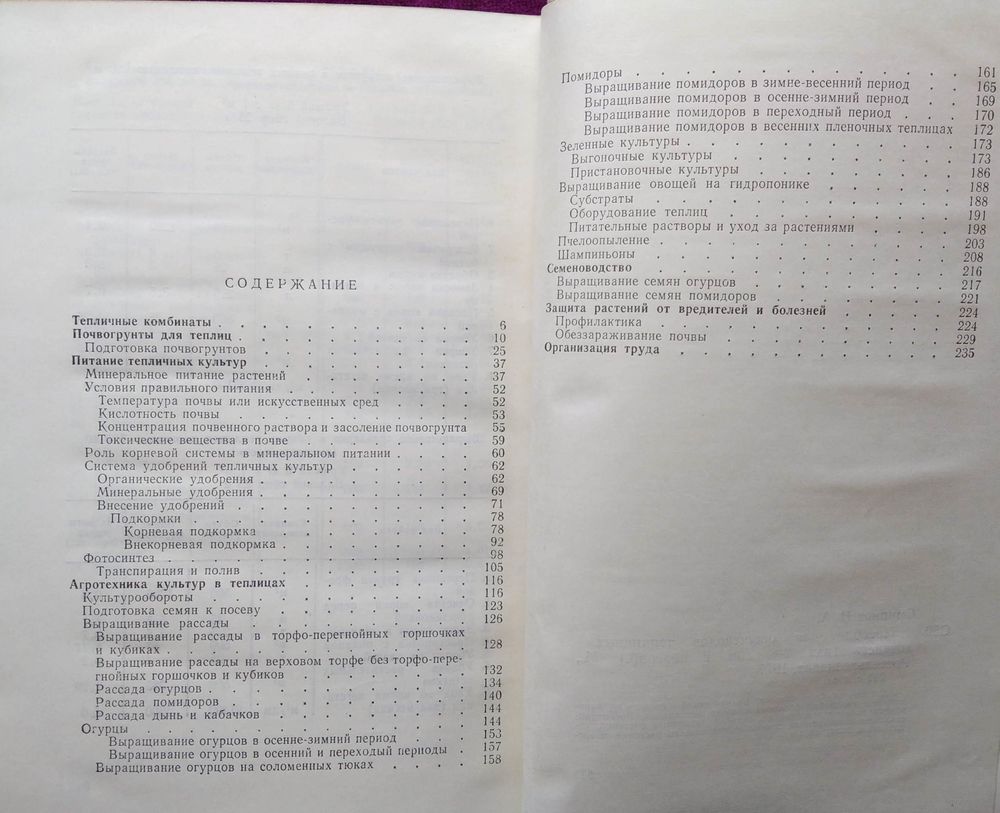 СОДЕРЖАНИЕ
Тепличные комбинаты . . . . . . . . . . . 6
Почвогрунты для теплиц . . . . . . . . . . 10
Подготовка почвогрунтов . . . . . . . . . 25
Питание тепличных культур . . . . . . . . . 37
Минеральное питание растений . . . . . . . 37
Условия правильного питания . . . . . . . . 52
Температура почвы или искусственных сред . . . . 52
Кислотность почвы . . . . . . . . . . 53
Концентрация почвенного раствора и засоление почвогрунта 55
Токсические вещества в почве . . . . . . . 59
Роль корневой системы в минеральном питании . . . . 60
Система удобрений тепличных культур . . . . . 62
Органические удобрения . . . . . . . . . 62
Минеральные удобрения . . . . . . . . . 69
Внесение удобрений . . . . . . . . . . 71
Подкормки . . . . . . . . . . . 78
Корневая подкормка . . . . . . . . 78
Внекорневая подкормка . . . . . . . . 92
Фотосинтез . . . . . . . . . . . . 98
Транспирация и полив . . . . . . . . . 105
Агротехника культур в теплицах . . . . . . . 116
Культурообороты . . . . . . . . . . . 116
Подготовка семян к посеву . . . . . . . . 123
Выращивание рассады . . . . . . . . . 126
Выращивание рассады в торфо-перегнойных горшочках
и кубиках . . . . . . . . . . . . 128
Выращивание рассады на верховом торфе без торфо-пере-
гнойных горшочков и кубиков . . . . . . . 132
Рассада огурцов . . . . . . . . . . . 134
Рассада помидоров . . . . . . . . . . 140
Рассада дынь и кабачков . . . . . . . . 144
Огурцы . . . . . . . . . . . . . 144
Выращивание огурцов в осенне-зимний период . . . 153
Выращивание огурцов в осенний и переходый периоды . 157
Выращивание огурцов на соломенных тюках . . . . 158
Помидоры . . . . . . . . . . . . . 161
Выращивание помидоров в зимне-весенний период . . 165
Выращивание помидоров в осенне-зимний период . . 169
Выращивание помидоров в переходный период . . . 170
Выращивание помидоров в весенних пленочных теплицах 172
Зеленные культуры . . . . . . . . . . . 173
Выгоночные культуры . . . . . . . . . 173
Пристановочные культуры . . . . . . . . 186
Выращивание овощей на гидропонике . . . . . . 188
Субстраты . . . . . . . . . . . . 188
Оборудование теплиц . . . . . . . . . 191
Питательные растворы и уход за растениями . . . . 198
Пчелоопыление . . . . . . . . . . . 203
Шампиньоны . . . . . . . . . . . . 208
Семеноводство . . . . . . . . . . . . 216
Выращивание семян огурцов . . . . . . . . 217
Выращивание семян помидоров . . . . . . . 221
Защита растений от вредителей и болезней . . . . . 224
Профилактика . . . . . . . . . . . . 224
Обеззараживание почвы . . . . . . . . . 229
Организация труда . . . . . . . . . . . 235